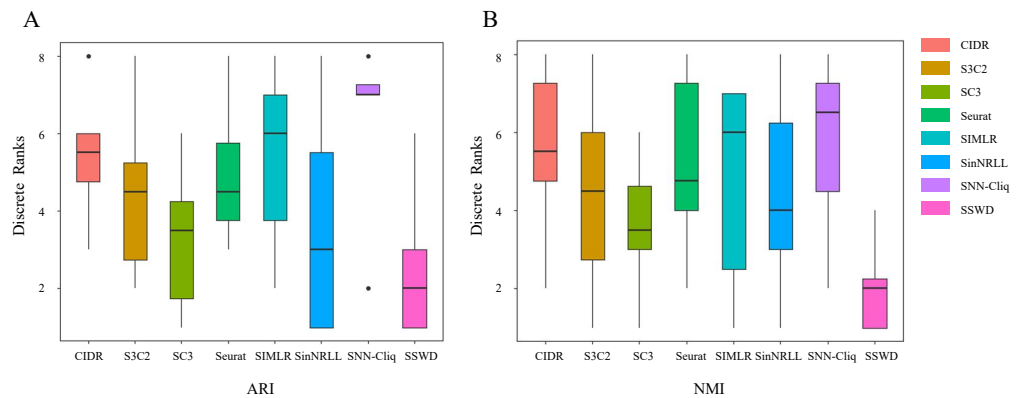 A
B
Discrete Ranks
8
6
4
2
CIDR S3C2 SC3 Seurat SIMLR SinNRLL SNN-Cliq SSWD
ARI
Discrete Ranks
8
6
4
2
CIDR S3C2 SC3 Seurat SIMLR SinNRLL SNN-Cliq SSWD
NMI
CIDR
S3C2
SC3
Seurat
SIMLR
SinNRLL
SNN-Cliq
SSWD